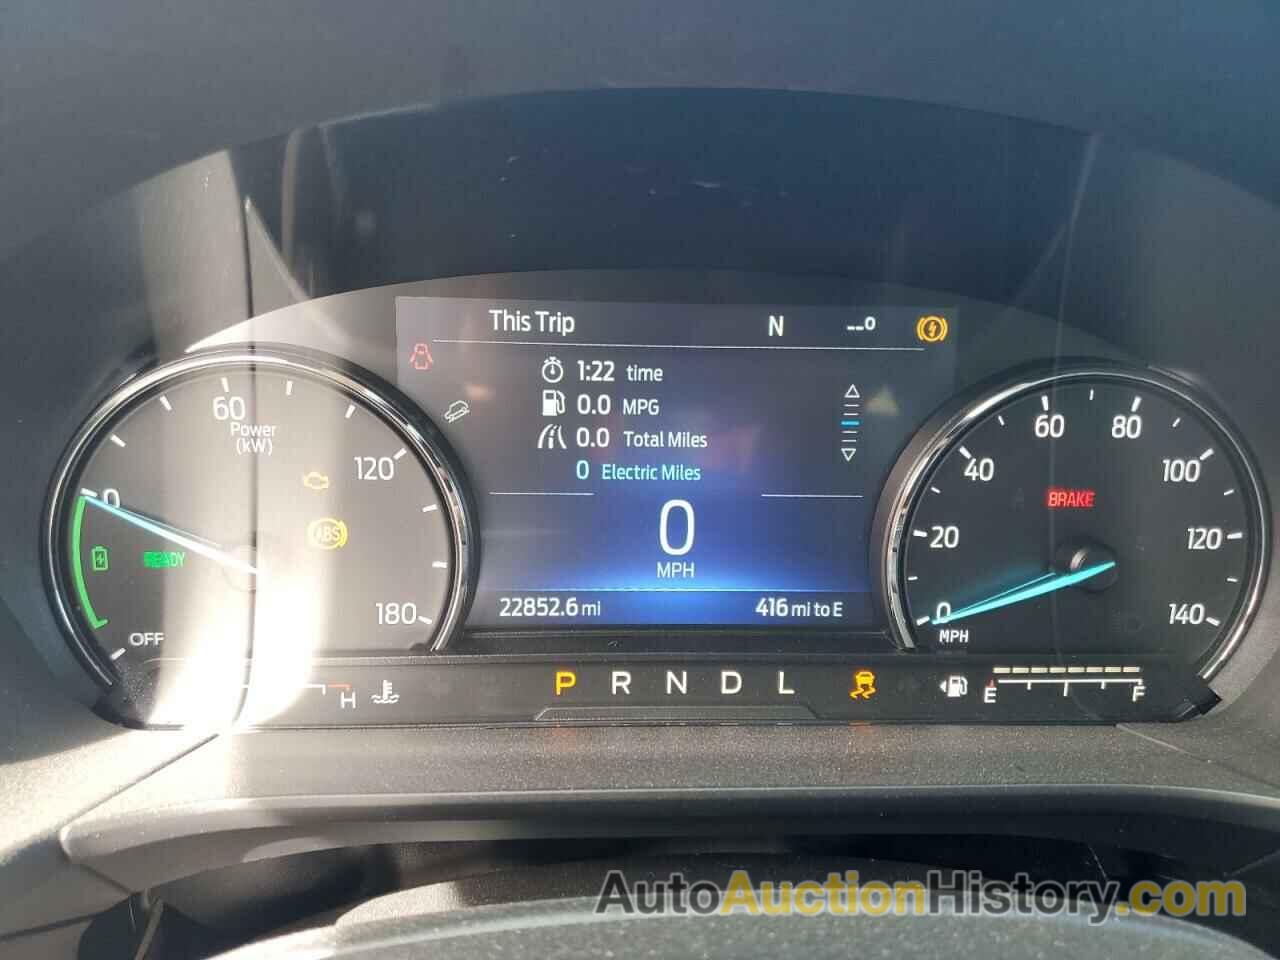 This Trip N --°
1:22 time
0.0 MPG
0.0 Total Miles
0 Electric Miles
0
MPH
22852.6 mi 416 mi to E
0 60 120 180
Power
(kW)
ABS
READY
OFF
H
P R N D L
0 20 40 60 80 100 120 140
BRAKE
MPH
E F
AutoAuctionHistory.com